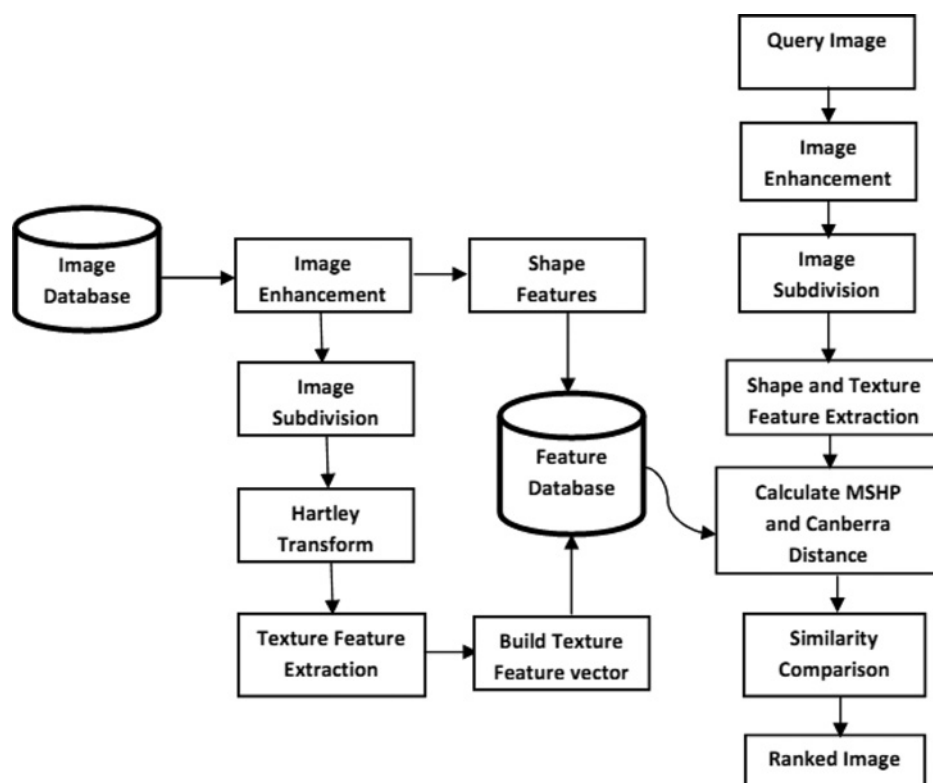 Query Image
Image
Enhancement
Image
Database
Image
Enhancement
Shape
Features
Image
Subdivision
Image
Subdivision
Shape and Texture
Feature Extraction
Feature
Database
Hartley
Transform
Calculate MSHP
and Canberra
Distance
Texture Feature
Extraction
Build Texture
Feature vector
Similarity
Comparison
Ranked Image